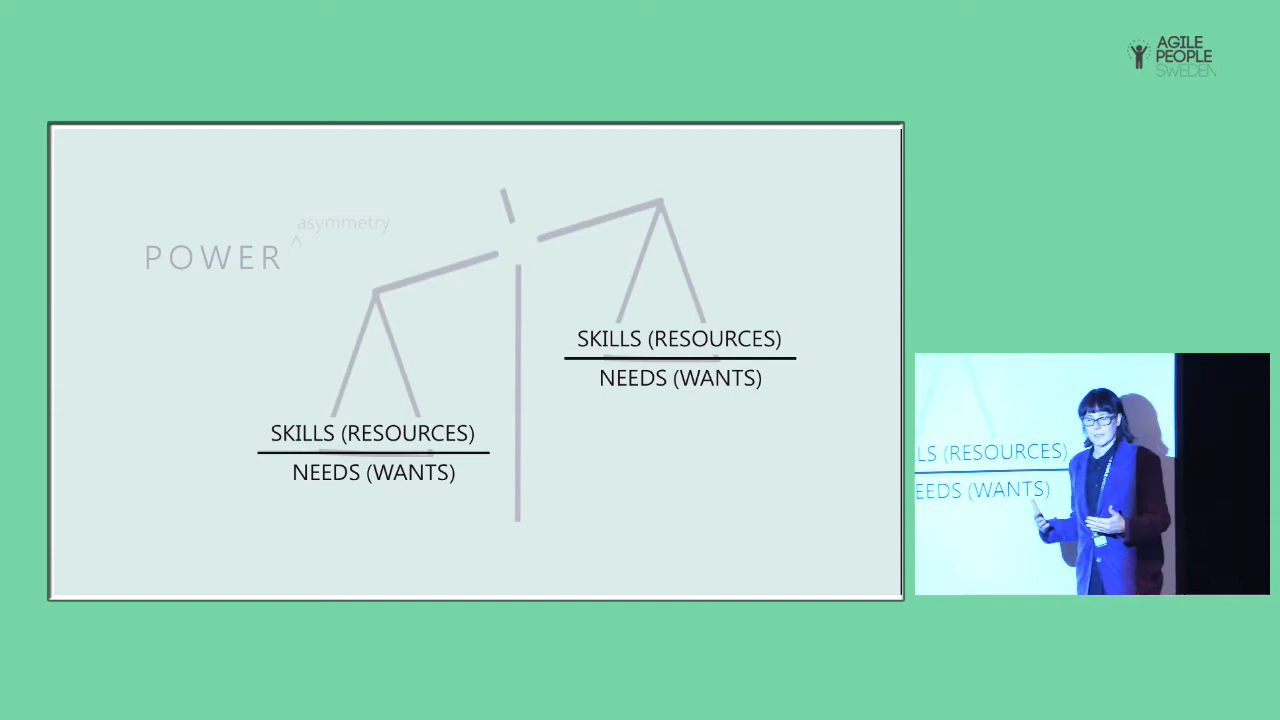 AGILE
PEOPLE
SWEDEN
asymmetry
^
POWER
SKILLS (RESOURCES)
NEEDS (WANTS)
SKILLS (RESOURCES)
NEEDS (WANTS)
LS (RESOURCES)
EEDS (WANTS)